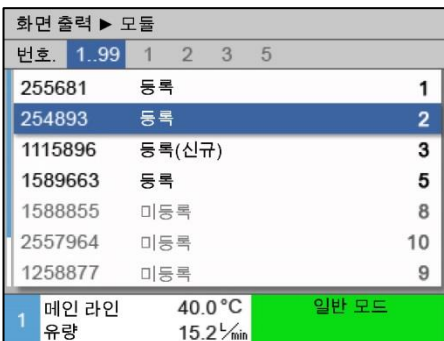 화면 출력 ▶ 모듈
번호. 1..99 1 2 3 5
255681 등록 1
254893 등록 2
1115896 등록(신규) 3
1589663 등록 5
1588855 미등록 8
2557964 미등록 10
1258877 미등록 9
1 메인 라인 40.0 °C 일반 모드
유량 15.2 L/min